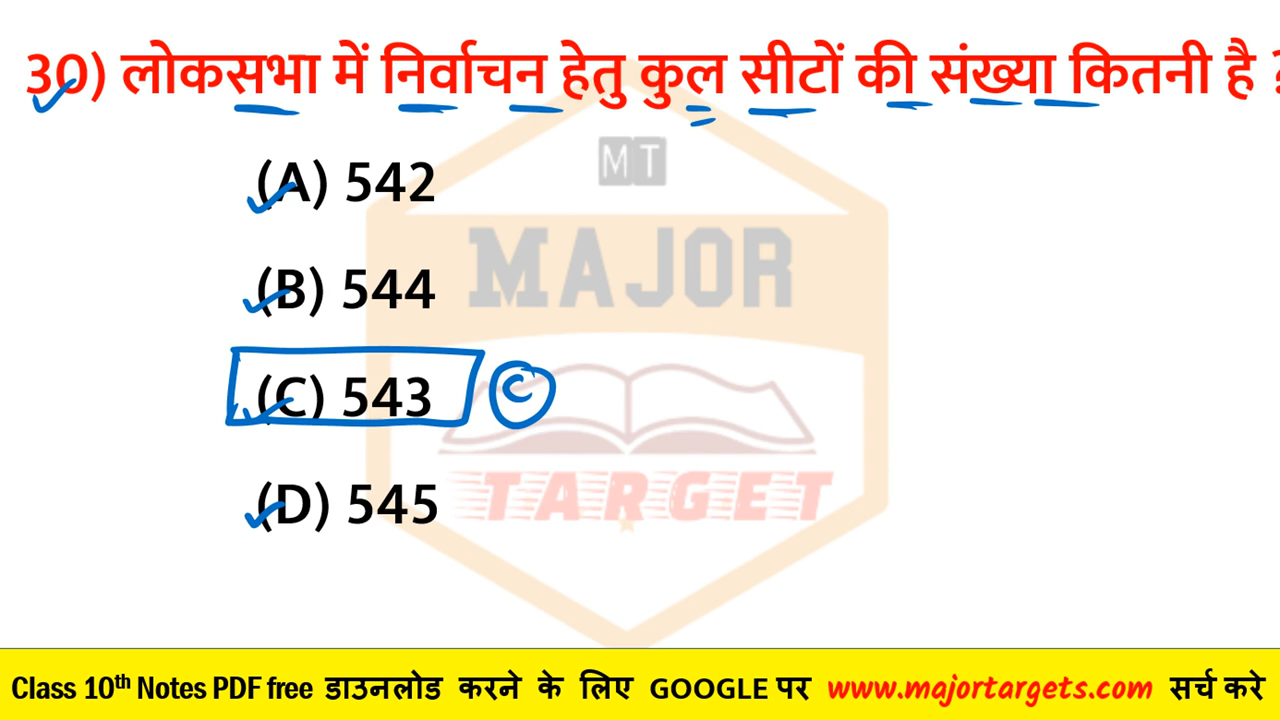 30) लोकसभा में निर्वाचन हेतु कुल सीटों की संख्या कितनी है ?
MT
(A) 542
MAJOR
(B) 544
(C) 543 C
TARGET
(D) 545
Class 10th Notes PDF free डाउनलोड करने के लिए GOOGLE पर www.majortargets.com सर्च करे